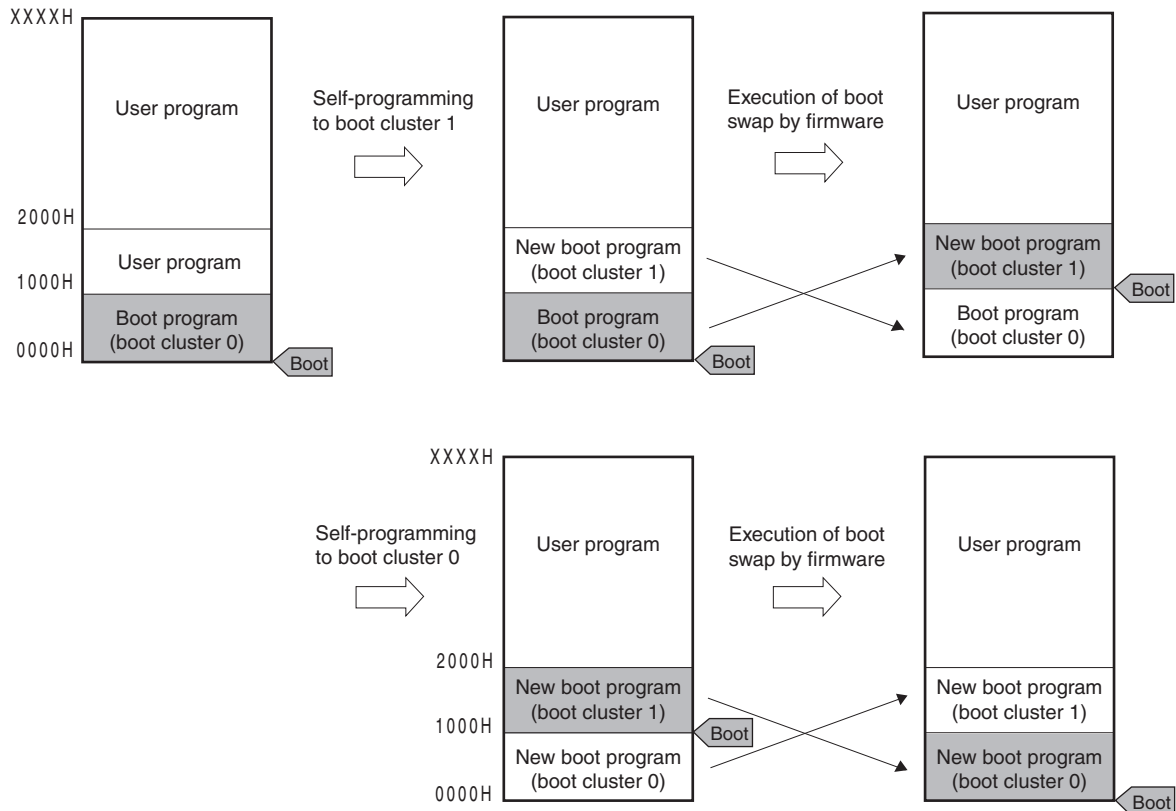 XXXXH
User program
2000H
User program
1000H
Boot program
(boot cluster 0)
0000H
Boot
Self-programming
to boot cluster 1
User program
New boot program
(boot cluster 1)
Boot program
(boot cluster 0)
Boot
Execution of boot
swap by firmware
User program
New boot program
(boot cluster 1)
Boot
Boot program
(boot cluster 0)
Self-programming
to boot cluster 0
XXXXH
User program
2000H
New boot program
(boot cluster 1)
1000H
Boot
New boot program
(boot cluster 0)
0000H
Execution of boot
swap by firmware
User program
New boot program
(boot cluster 1)
New boot program
(boot cluster 0)
Boot